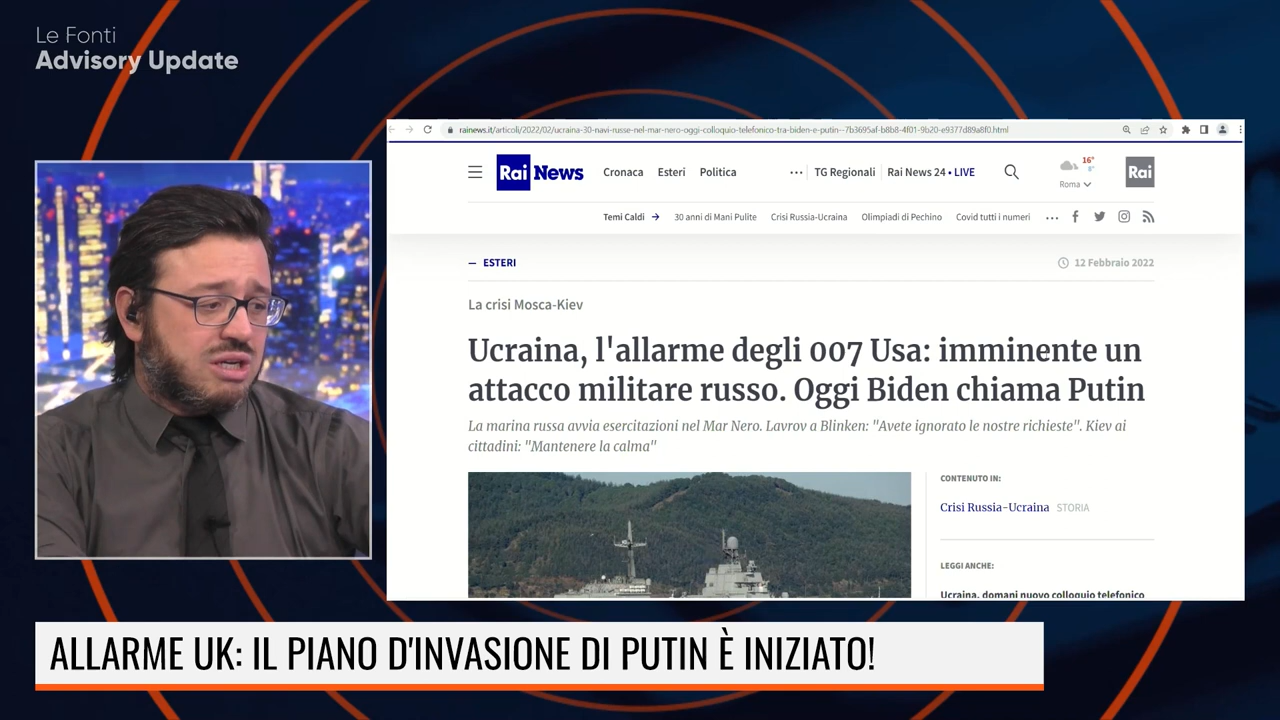 Le Fonti
Advisory Update
rainews.it/articoli/2022/02/ucraina-30-navi-russe-nel-mar-nero-oggi-colloquio-telefonico-tra-biden-e-putin--7b3695af-b8b8-4f01-9b20-e9377d89a8f0.html
Rai News Cronaca Esteri Politica ••• TG Regionali Rai News 24 • LIVE 16° 8° Roma Rai
Temi Caldi → 30 anni di Mani Pulite Crisi Russia-Ucraina Olimpiadi di Pechino Covid tutti i numeri •••
— ESTERI 12 Febbraio 2022
La crisi Mosca-Kiev
Ucraina, l'allarme degli 007 Usa: imminente un
attacco militare russo. Oggi Biden chiama Putin
La marina russa avvia esercitazioni nel Mar Nero. Lavrov a Blinken: "Avete ignorato le nostre richieste". Kiev ai
cittadini: "Mantenere la calma"
CONTENUTO IN:
Crisi Russia-Ucraina STORIA
LEGGI ANCHE:
Ucraina, domani nuovo colloquio telefonico
ALLARME UK: IL PIANO D'INVASIONE DI PUTIN È INIZIATO!